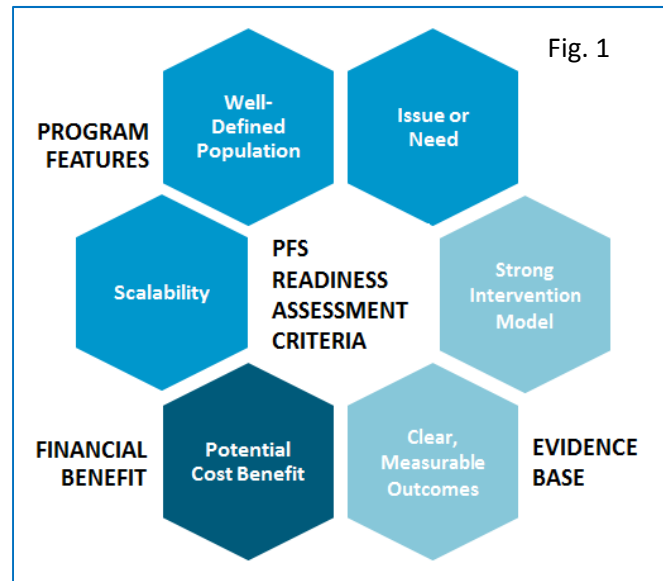 Fig. 1
Well-
Defined
Population
Issue or
Need
PROGRAM
FEATURES
Scalability
PFS
READINESS
ASSESSMENT
CRITERIA
Strong
Intervention
Model
FINANCIAL
BENEFIT
Potential
Cost Benefit
Clear,
Measurable
Outcomes
EVIDENCE
BASE